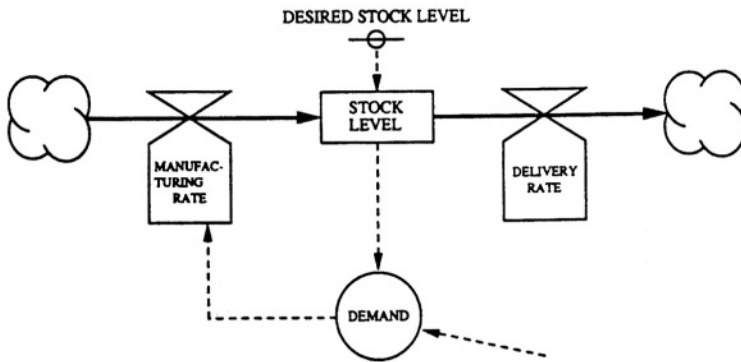 DESIRED STOCK LEVEL
STOCK
LEVEL
MANUFAC-
TURING
RATE
DELIVERY
RATE
DEMAND